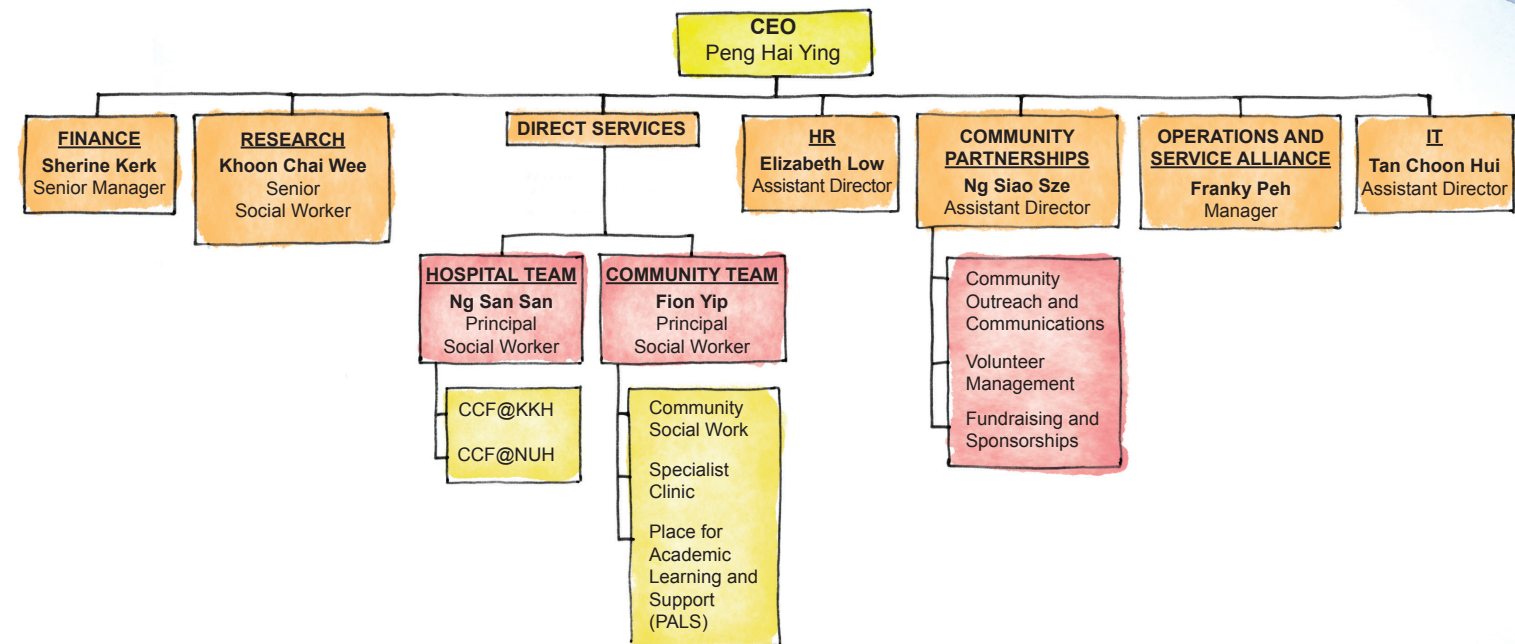 CEO
Peng Hai Ying
FINANCE
Sherine Kerk
Senior Manager
RESEARCH
Khoon Chai Wee
Senior
Social Worker
DIRECT SERVICES
HR
Elizabeth Low
Assistant Director
COMMUNITY
PARTNERSHIPS
Ng Siao Sze
Assistant Director
OPERATIONS AND
SERVICE ALLIANCE
Franky Peh
Manager
IT
Tan Choon Hui
Assistant Director
HOSPITAL TEAM
Ng San San
Principal
Social Worker
COMMUNITY TEAM
Fion Yip
Principal
Social Worker
Community
Outreach and
Communications
Volunteer
Management
Fundraising and
Sponsorships
CCF@KKH
CCF@NUH
Community
Social Work
Specialist
Clinic
Place for
Academic
Learning and
Support
(PALS)